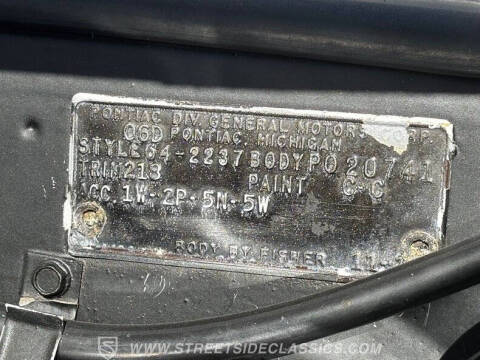 PONTIAC DIV. GENERAL MOTORS CORP.
06D PONTIAC, MICHIGAN
STYLE 64-2237 BODY PO 20741
TRIM 213 PAINT C-C
ACC. 1W-2P-5N-5W
BODY BY FISHER
WWW.STREETSIDECLASSICS.COM